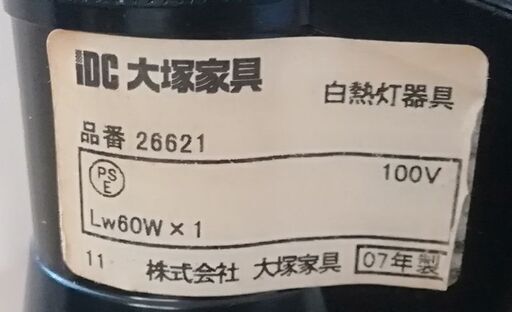 iDC 大塚家具
白熱灯器具
品番 26621
PS
E
100V
Lw60W×1
11 株式会社 大塚家具 07年製